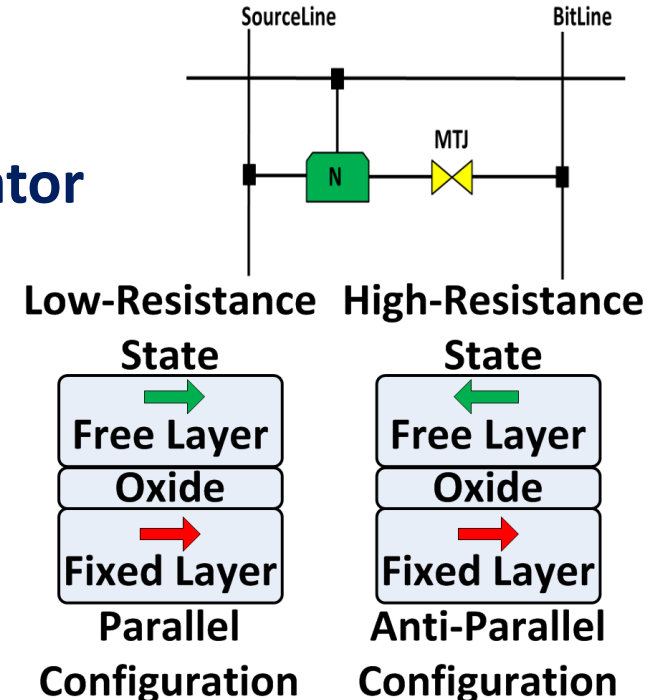 SourceLine BitLine
MTJ
N
Low-Resistance High-Resistance
State State
Free Layer Free Layer
Oxide Oxide
Fixed Layer Fixed Layer
Parallel Anti-Parallel
Configuration Configuration